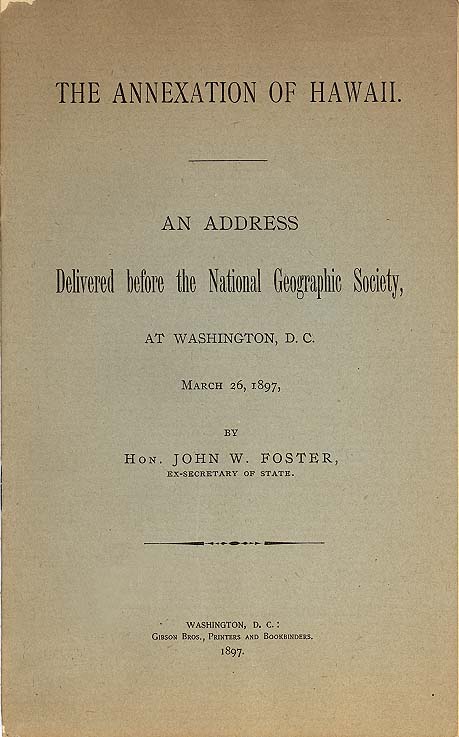 THE ANNEXATION OF HAWAII.
AN ADDRESS
Delivered before the National Geographic Society,
AT WASHINGTON, D. C.
MARCH 26, 1897,
BY
HON. JOHN W. FOSTER,
EX-SECRETARY OF STATE.
WASHINGTON, D. C.:
GIBSON BROS., PRINTERS AND BOOKBINDERS.
1897.